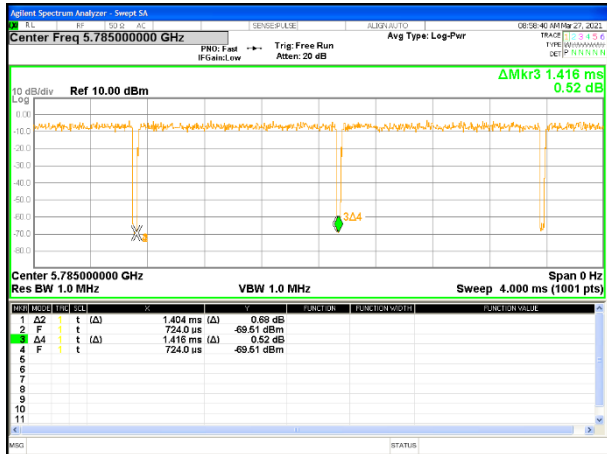 Agilent Spectrum Analyzer - Swept SA
RL RF 50 Ω AC SENSE:PULSE ALIGN AUTO 08:58:40 AM Mar 27, 2021
Center Freq 5.785000000 GHz
PNO: Fast
IFGain:Low
Trig: Free Run
Atten: 20 dB
Avg Type: Log-Pwr
TRACE 1 2 3 4 5 6
TYPE
DET P N N N N N
ΔMkr3 1.416 ms
0.52 dB
10 dB/div Ref 10.00 dBm
Log
0.00
-10.0
-20.0
-30.0
-40.0
-50.0
-60.0
-70.0
-80.0
2
3Δ4
Center 5.785000000 GHz Span 0 Hz
Res BW 1.0 MHz VBW 1.0 MHz Sweep 4.000 ms (1001 pts)
MKR MODE TRC SCL X Y FUNCTION FUNCTION WIDTH FUNCTION VALUE
1 Δ2 1 t (Δ) 1.404 ms (Δ) 0.68 dB
2 F 1 t 724.0 µs -69.51 dBm
3 Δ4 1 t (Δ) 1.416 ms (Δ) 0.52 dB
4 F 1 t 724.0 µs -69.51 dBm
5
6
7
8
9
10
11
MSG STATUS